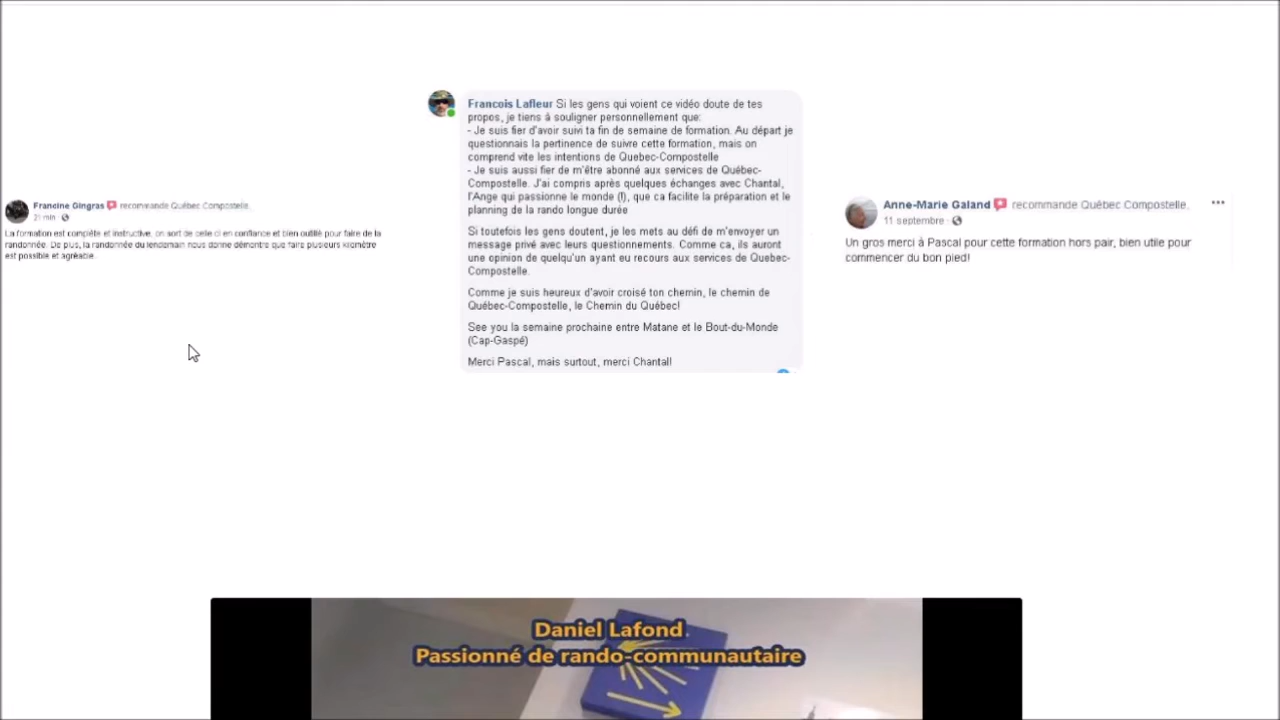 Francine Gingras recommande Québec Compostelle.
21 min
La formation est complète et instructive, on sort de celle ci en confiance et bien outillé pour faire de la
randonnée. De plus, la randonnée du lendemain nous donne démontre que faire plusieurs kilomètre
est possible et agréable.
Francois Lafleur Si les gens qui voient ce vidéo doute de tes
propos, je tiens à souligner personnellement que:
- Je suis fier d'avoir suivi ta fin de semaine de formation. Au départ je
questionnais la pertinence de suivre cette formation, mais on
comprend vite les intentions de Quebec-Compostelle
- Je suis aussi fier de m'être abonné aux services de Québec-
Compostelle. J'ai compris après quelques échanges avec Chantal,
l'Ange qui passionne le monde (!), que ca facilite la préparation et le
planning de la rando longue durée
Si toutefois les gens doutent, je les mets au défi de m'envoyer un
message privé avec leurs questionnements. Comme ca, ils auront
une opinion de quelqu'un ayant eu recours aux services de Quebec-
Compostelle.
Comme je suis heureux d'avoir croisé ton chemin, le chemin de
Québec-Compostelle, le Chemin du Québec!
See you la semaine prochaine entre Matane et le Bout-du-Monde
(Cap-Gaspé)
Merci Pascal, mais surtout, merci Chantal!
Anne-Marie Galand recommande Québec Compostelle.
11 septembre
Un gros merci à Pascal pour cette formation hors pair, bien utile pour
commencer du bon pied!
Daniel Lafond
Passionné de rando-communautaire